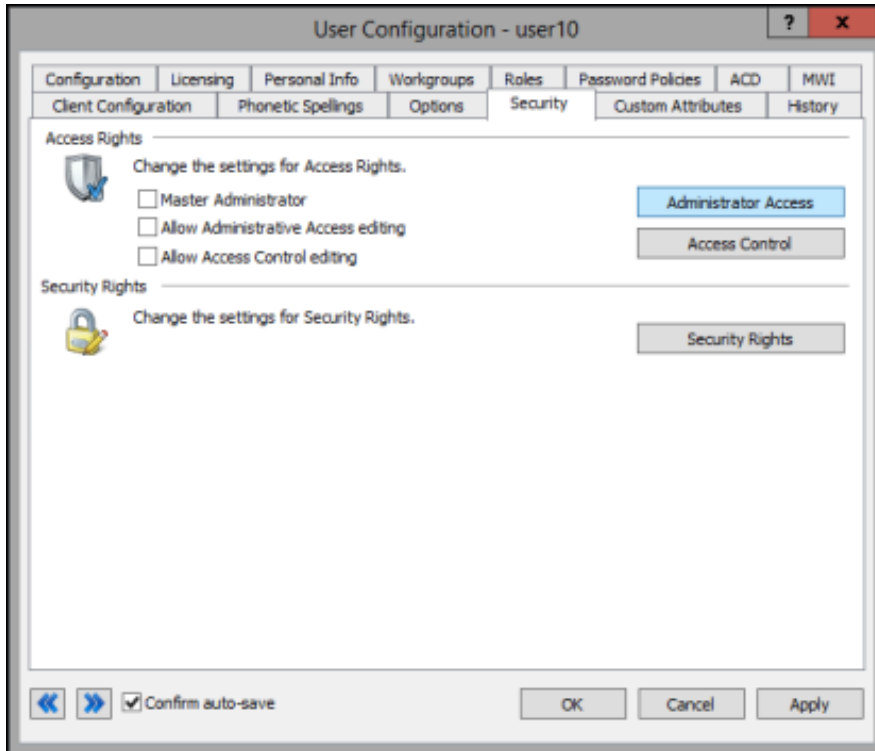 User Configuration - user10 ? x
Configuration Licensing Personal Info Workgroups Roles Password Policies ACD MWI
Client Configuration Phonetic Spellings Options Security Custom Attributes History
Access Rights
Change the settings for Access Rights.
Master Administrator Administrator Access
Allow Administrative Access editing
Access Control
Allow Access Control editing
Security Rights
Change the settings for Security Rights.
Security Rights
Confirm auto-save OK Cancel Apply